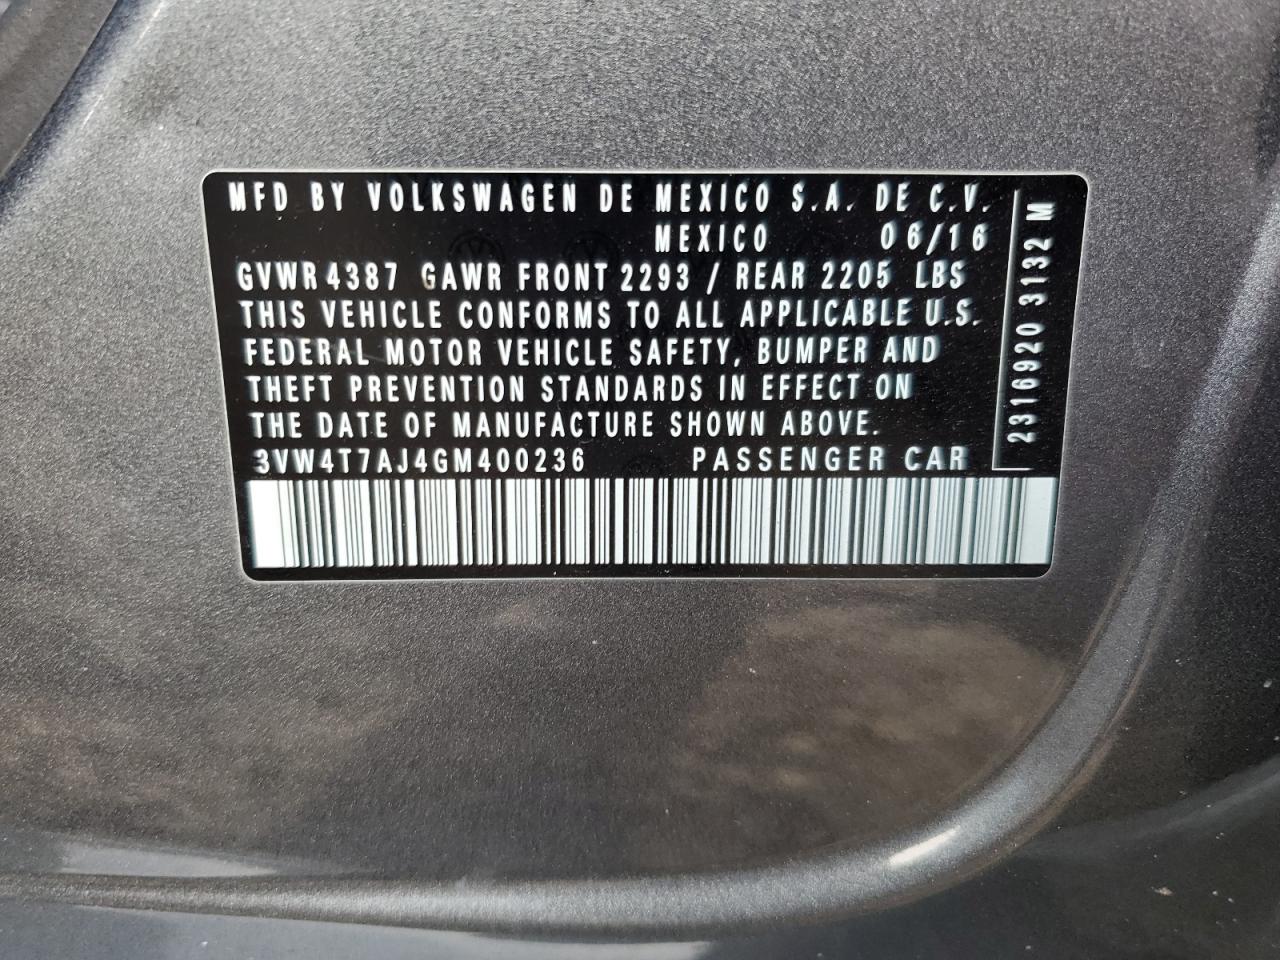 MFD BY VOLKSWAGEN DE MEXICO S.A. DE C.V.
MEXICO 06/16
GVWR 4387 GAWR FRONT 2293 / REAR 2205 LBS
THIS VEHICLE CONFORMS TO ALL APPLICABLE U.S.
FEDERAL MOTOR VEHICLE SAFETY, BUMPER AND
THEFT PREVENTION STANDARDS IN EFFECT ON
THE DATE OF MANUFACTURE SHOWN ABOVE.
3VW4T7AJ4GM400236 PASSENGER CAR
2316920 3132 M